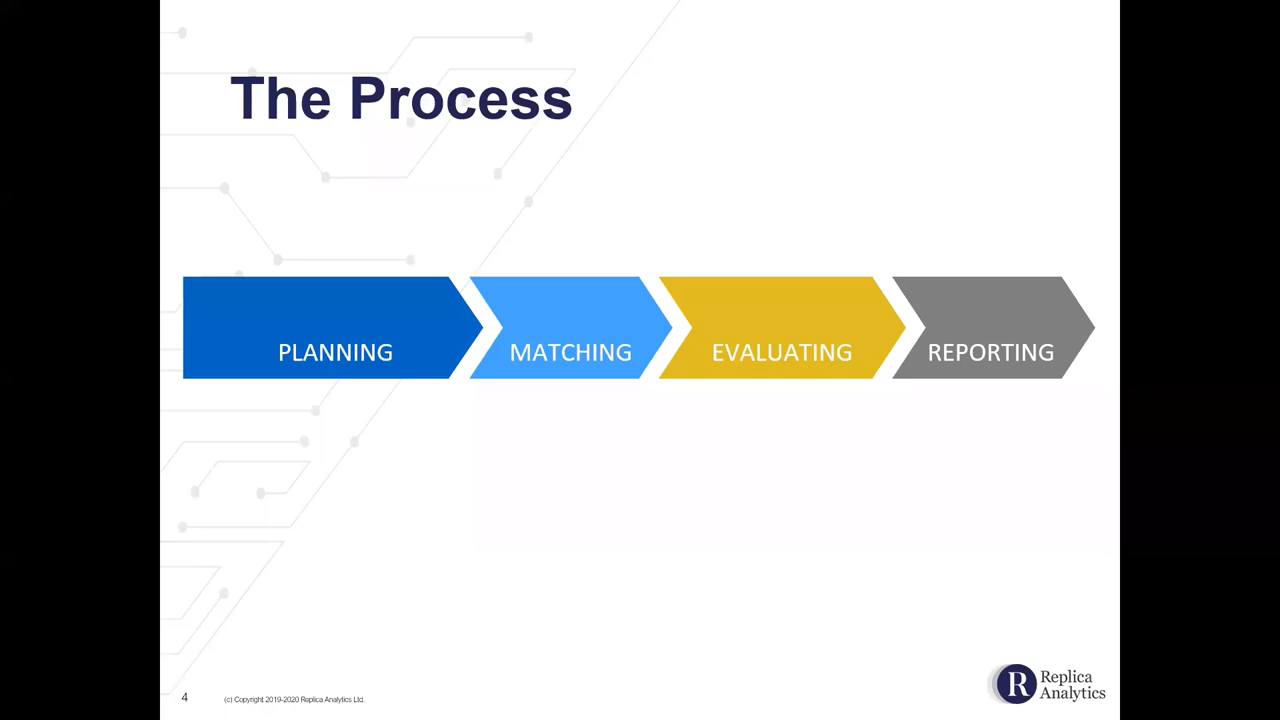 The Process
PLANNING
MATCHING
EVALUATING
REPORTING
4
(c) Copyright 2019-2020 Replica Analytics Ltd.
R
Replica
Analytics